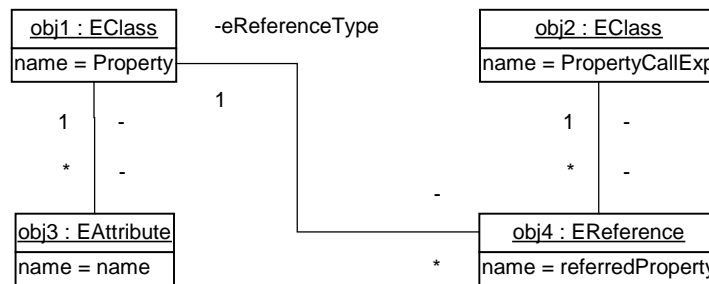 obj1 : EClass
name = Property
-eReferenceType
obj2 : EClass
name = PropertyCallExp
1
1 -
1 -
* -
* -
-
obj3 : EAttribute
name = name
*
obj4 : EReference
name = referredProperty